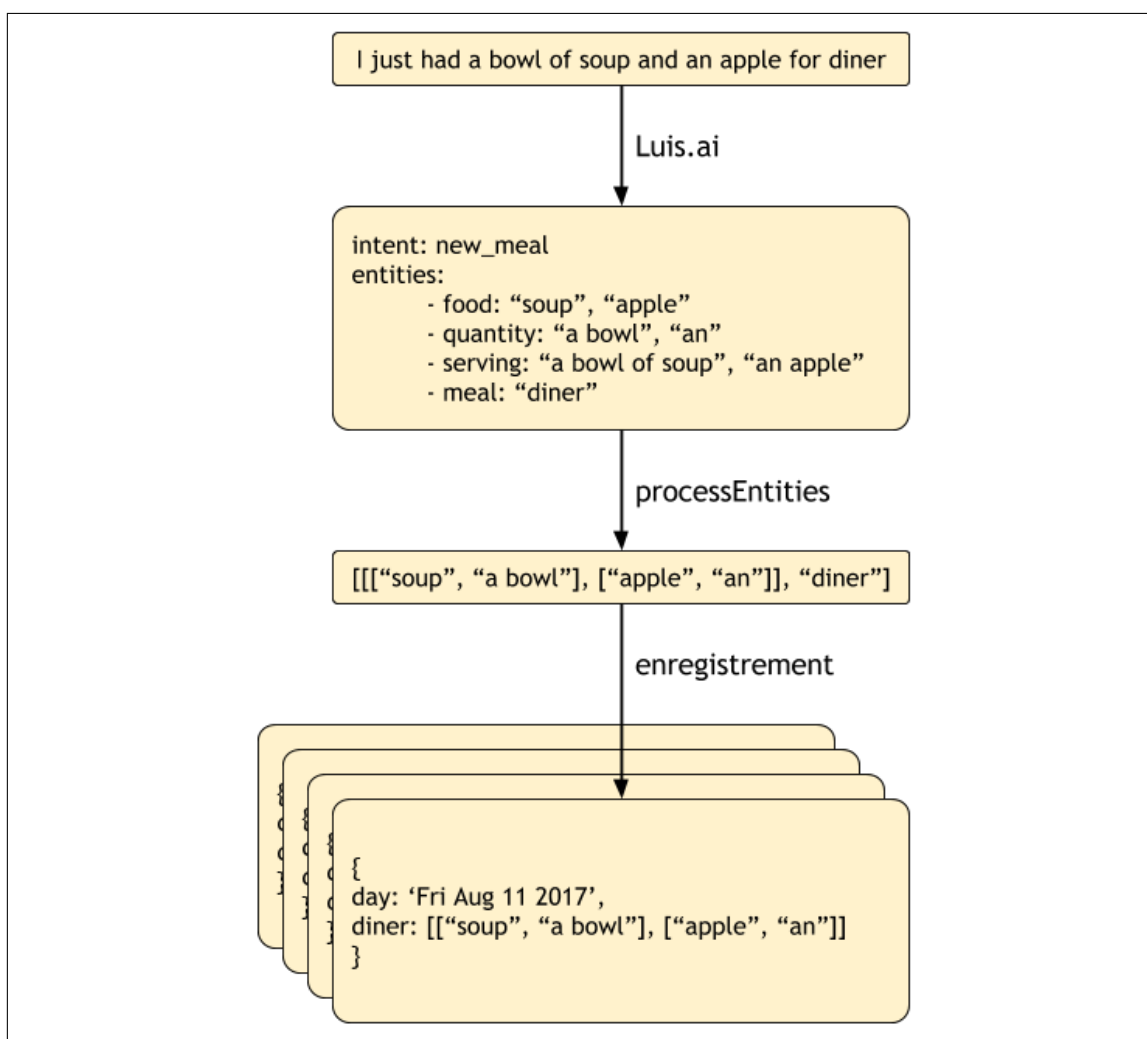 I just had a bowl of soup and an apple for diner
Luis.ai
intent: new_meal
entities:
- food: “soup”, “apple”
- quantity: “a bowl”, “an”
- serving: “a bowl of soup”, “an apple”
- meal: “diner”
processEntities
[[[“soup”, “a bowl”], [“apple”, “an”]], “diner”]
enregistrement
{
day: ‘Fri Aug 11 2017’,
diner: [[“soup”, “a bowl”], [“apple”, “an”]]
}